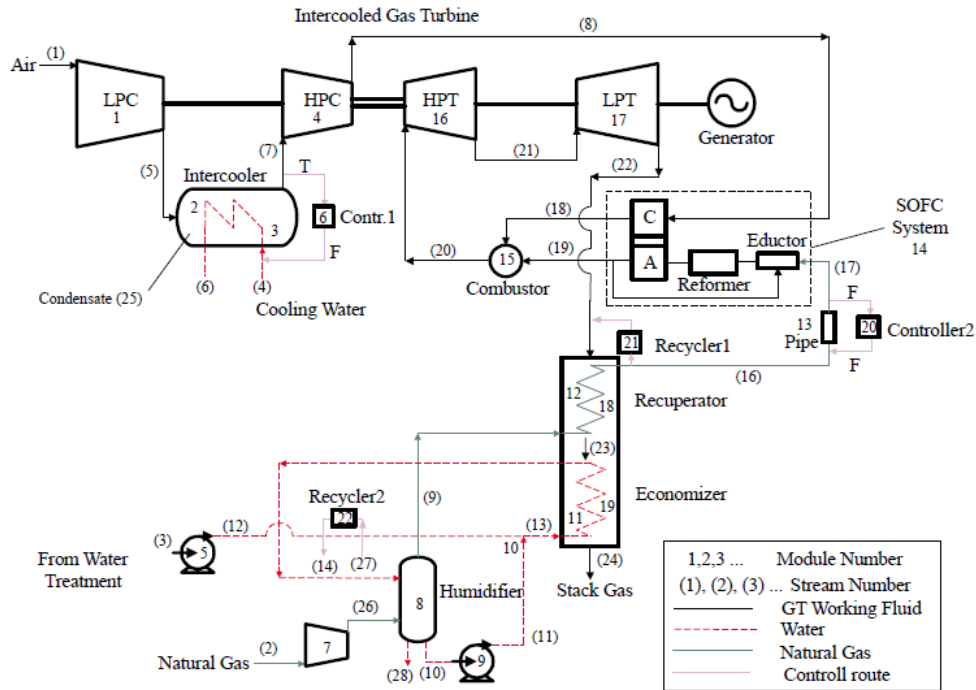 Intercooled Gas Turbine
(8)
(1)
Air
LPC
1
HPC
4
HPT
16
LPT
17
Generator
(5)
(7)
(21)
(22)
Intercooler
T
2
3
6
Contr.1
F
(18)
C
SOFC
System
14
(20)
15
(19)
A
Eductor
Reformer
(17)
Combustor
Condensate (25)
(6)
(4)
Cooling Water
F
13
Pipe
20
Controller2
F
21
Recycler1
(16)
12
18
Recuperator
(23)
(9)
Recycler2
22
11
19
Economizer
(12)
(13)
(3)
5
10
From Water
Treatment
(14)
(27)
(24)
Stack Gas
(26)
8
Humidifier
(2)
7
Natural Gas
(28)
(10)
9
(11)
1,2,3 ... Module Number
(1), (2), (3) ... Stream Number
GT Working Fluid
Water
Natural Gas
Controll route